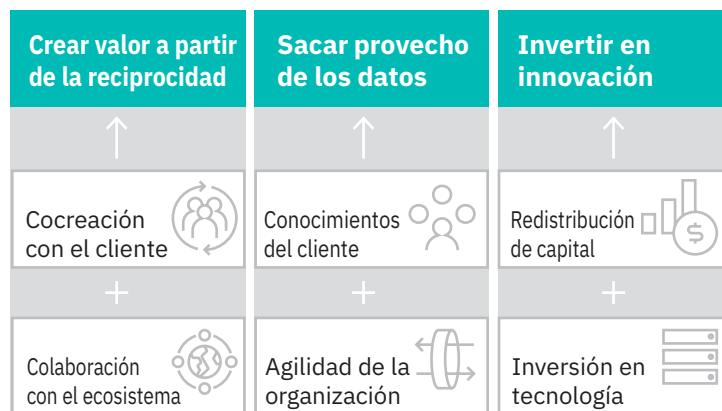 Crear valor a partir
de la reciprocidad
Sacar provecho
de los datos
Invertir en
innovación
Cocreación
con el cliente
Conocimientos
del cliente
Redistribución
de capital
$
+
+
+
Colaboración
con el ecosistema
Agilidad de la
organización
Inversión en
tecnología